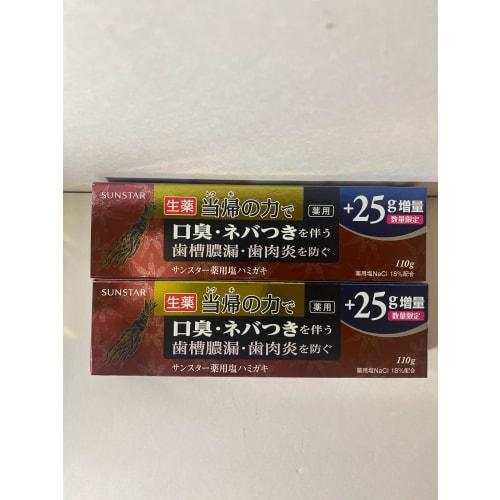 SUNSTAR
生薬
トウ キ
当帰の力で
薬用
+25g増量
数量限定
口臭・ネバつきを伴う
歯槽膿漏・歯肉炎を防ぐ
サンスター薬用塩ハミガキ
110g
薬用塩NaCl 18%配合
SUNSTAR
生薬
トウ キ
当帰の力で
薬用
+25g増量
数量限定
口臭・ネバつきを伴う
歯槽膿漏・歯肉炎を防ぐ
サンスター薬用塩ハミガキ
110g
薬用塩NaCl 18%配合